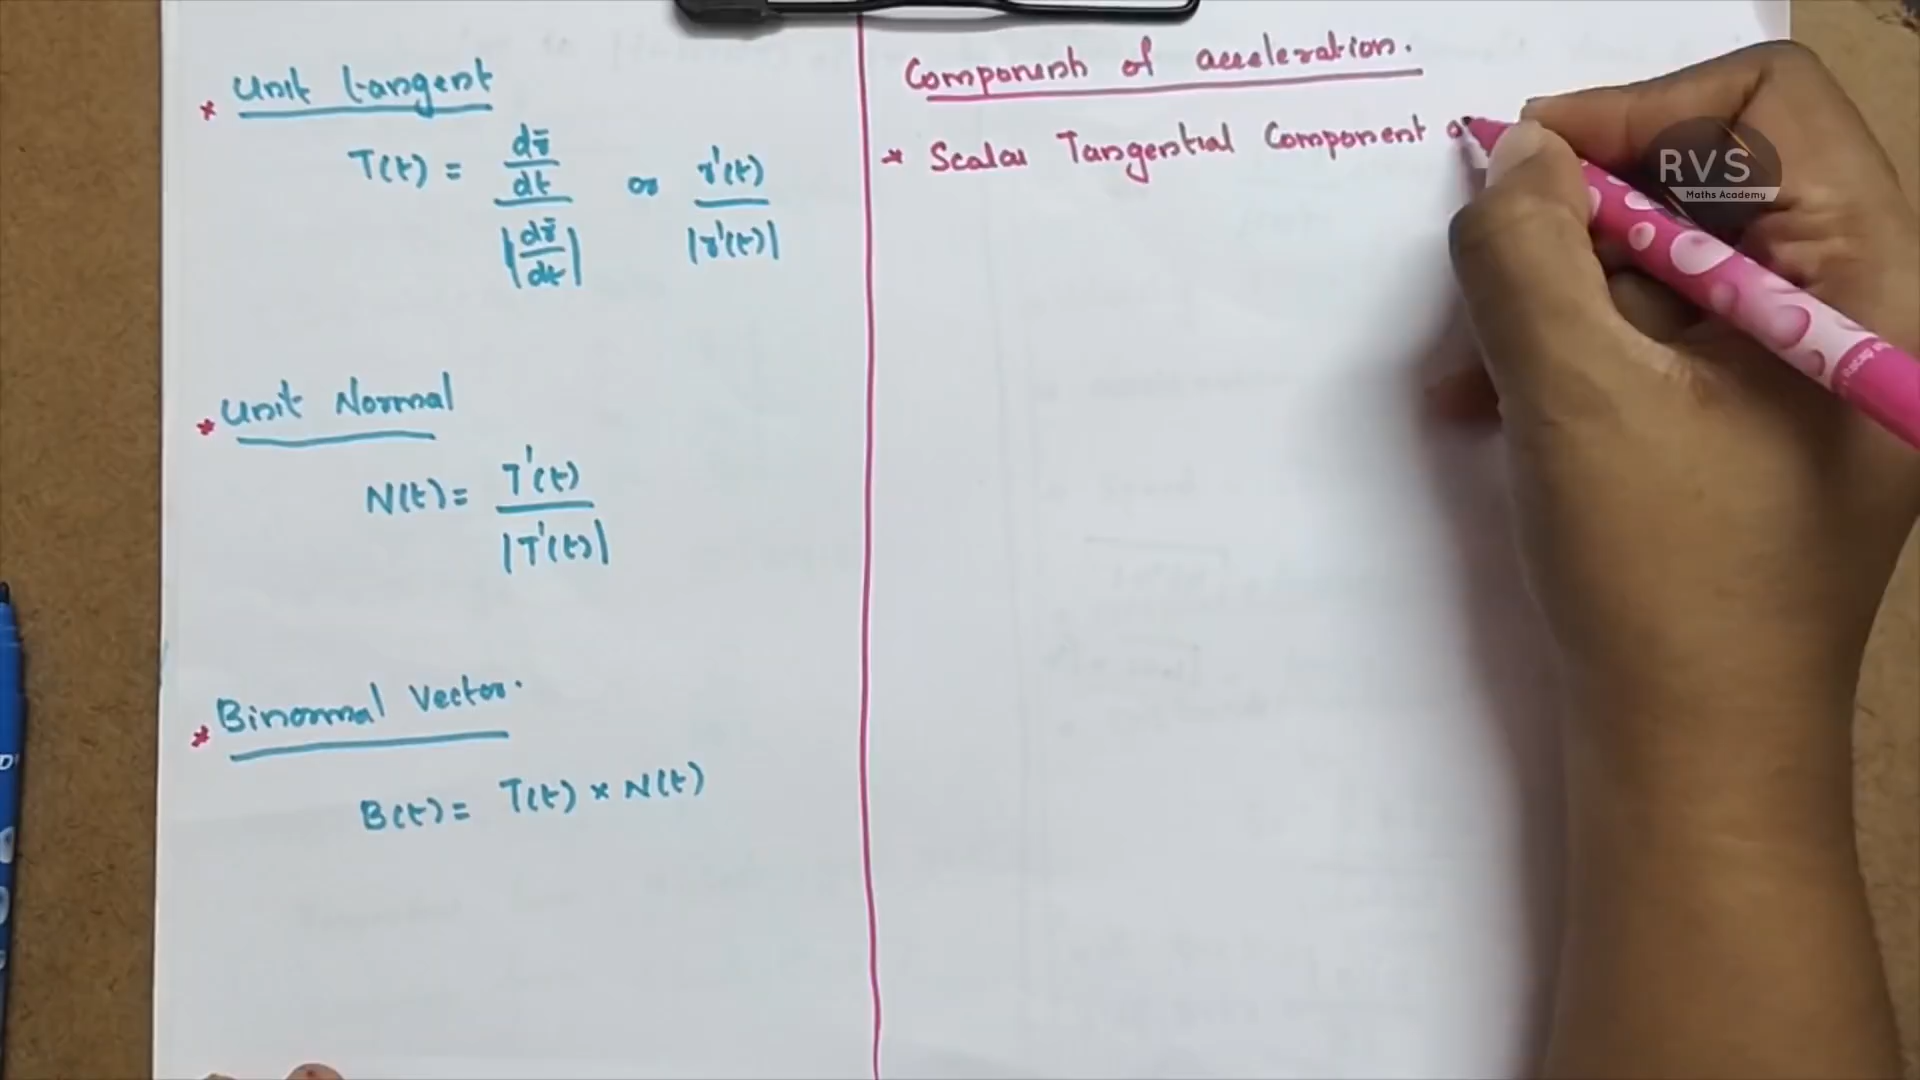 * Unit tangent
T(t) = dr̄/dt / |dr̄/dt| or r'(t) / |r'(t)|
* Unit Normal
N(t) = T'(t) / |T'(t)|
* Binormal Vector.
B(t) = T(t) × N(t)
Components of acceleration.
* Scalar Tangential Component
RVS
Maths Academy